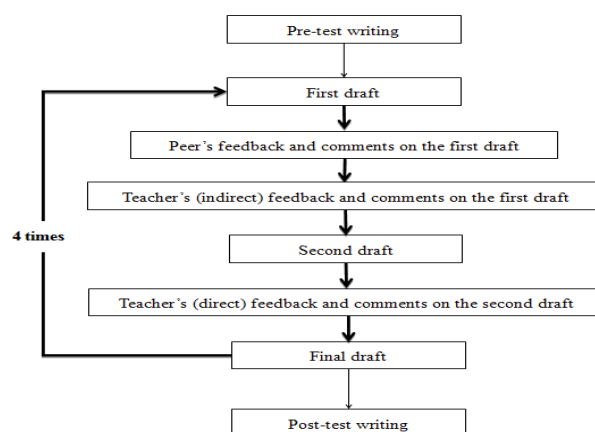 Pre-test writing
First draft
Peer's feedback and comments on the first draft
Teacher's (indirect) feedback and comments on the first draft
4 times
Second draft
Teacher's (direct) feedback and comments on the second draft
Final draft
Post-test writing